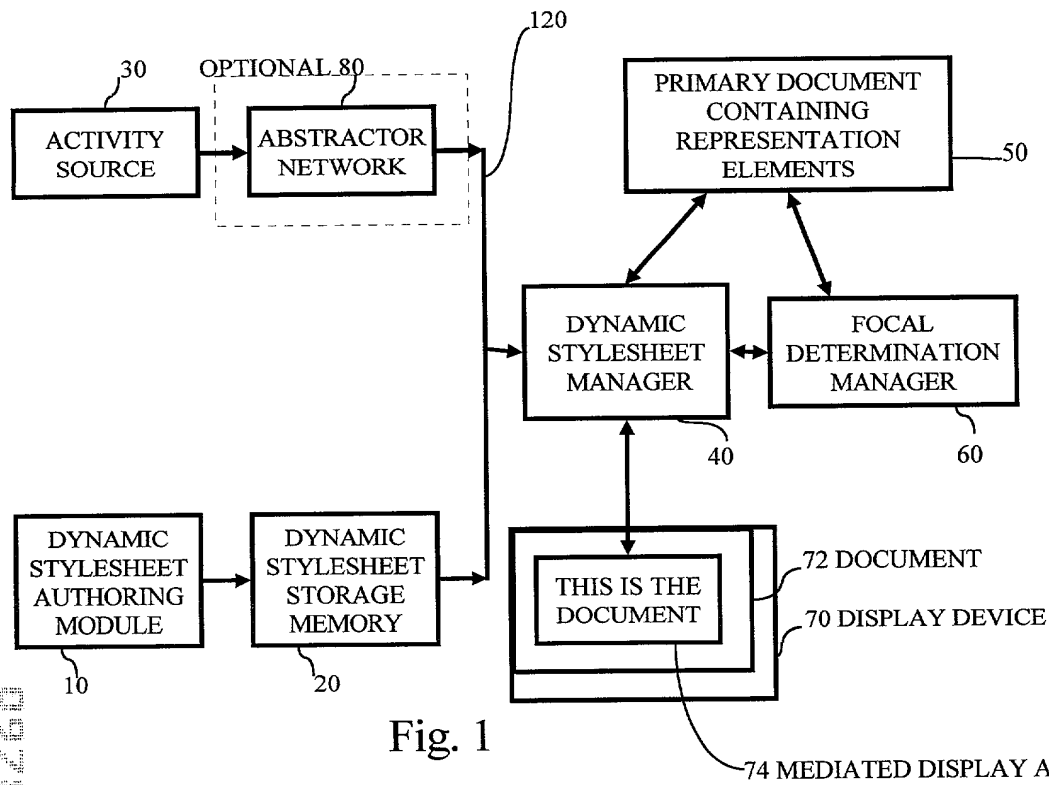 120
30
OPTIONAL 80
ACTIVITY
SOURCE
ABSTRACTOR
NETWORK
PRIMARY DOCUMENT
CONTAINING
REPRESENTATION
ELEMENTS
50
DYNAMIC
STYLESHEET
MANAGER
FOCAL
DETERMINATION
MANAGER
40
60
DYNAMIC
STYLESHEET
AUTHORING
MODULE
DYNAMIC
STYLESHEET
STORAGE
MEMORY
THIS IS THE
DOCUMENT
72 DOCUMENT
70 DISPLAY DEVICE
10
20
Fig. 1
74 MEDIATED DISPLAY A